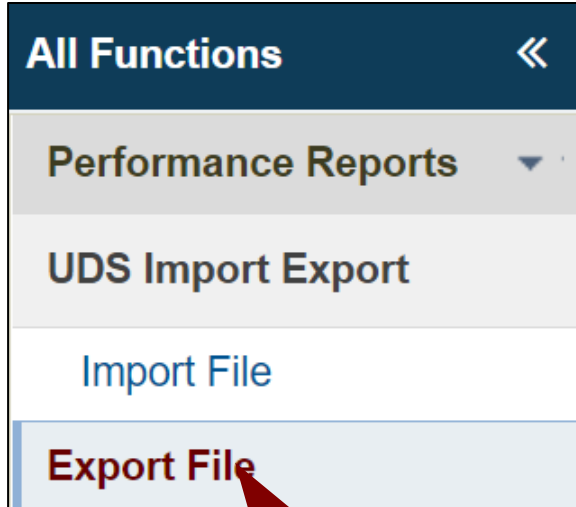 All Functions
Performance Reports
UDS Import Export
Import File
Export File